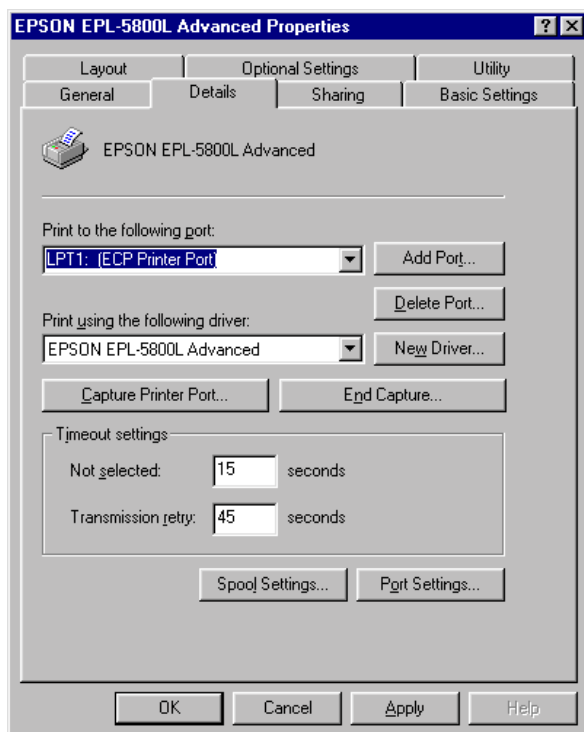 EPSON EPL-5800L Advanced Properties
Layout Optional Settings Utility
General Details Sharing Basic Settings
EPSON EPL-5800L Advanced
Print to the following port:
LPT1: (ECP Printer Port) Add Port...
Delete Port...
Print using the following driver:
EPSON EPL-5800L Advanced New Driver...
Capture Printer Port... End Capture...
Timeout settings
Not selected: 15 seconds
Transmission retry: 45 seconds
Spool Settings... Port Settings...
OK Cancel Apply Help